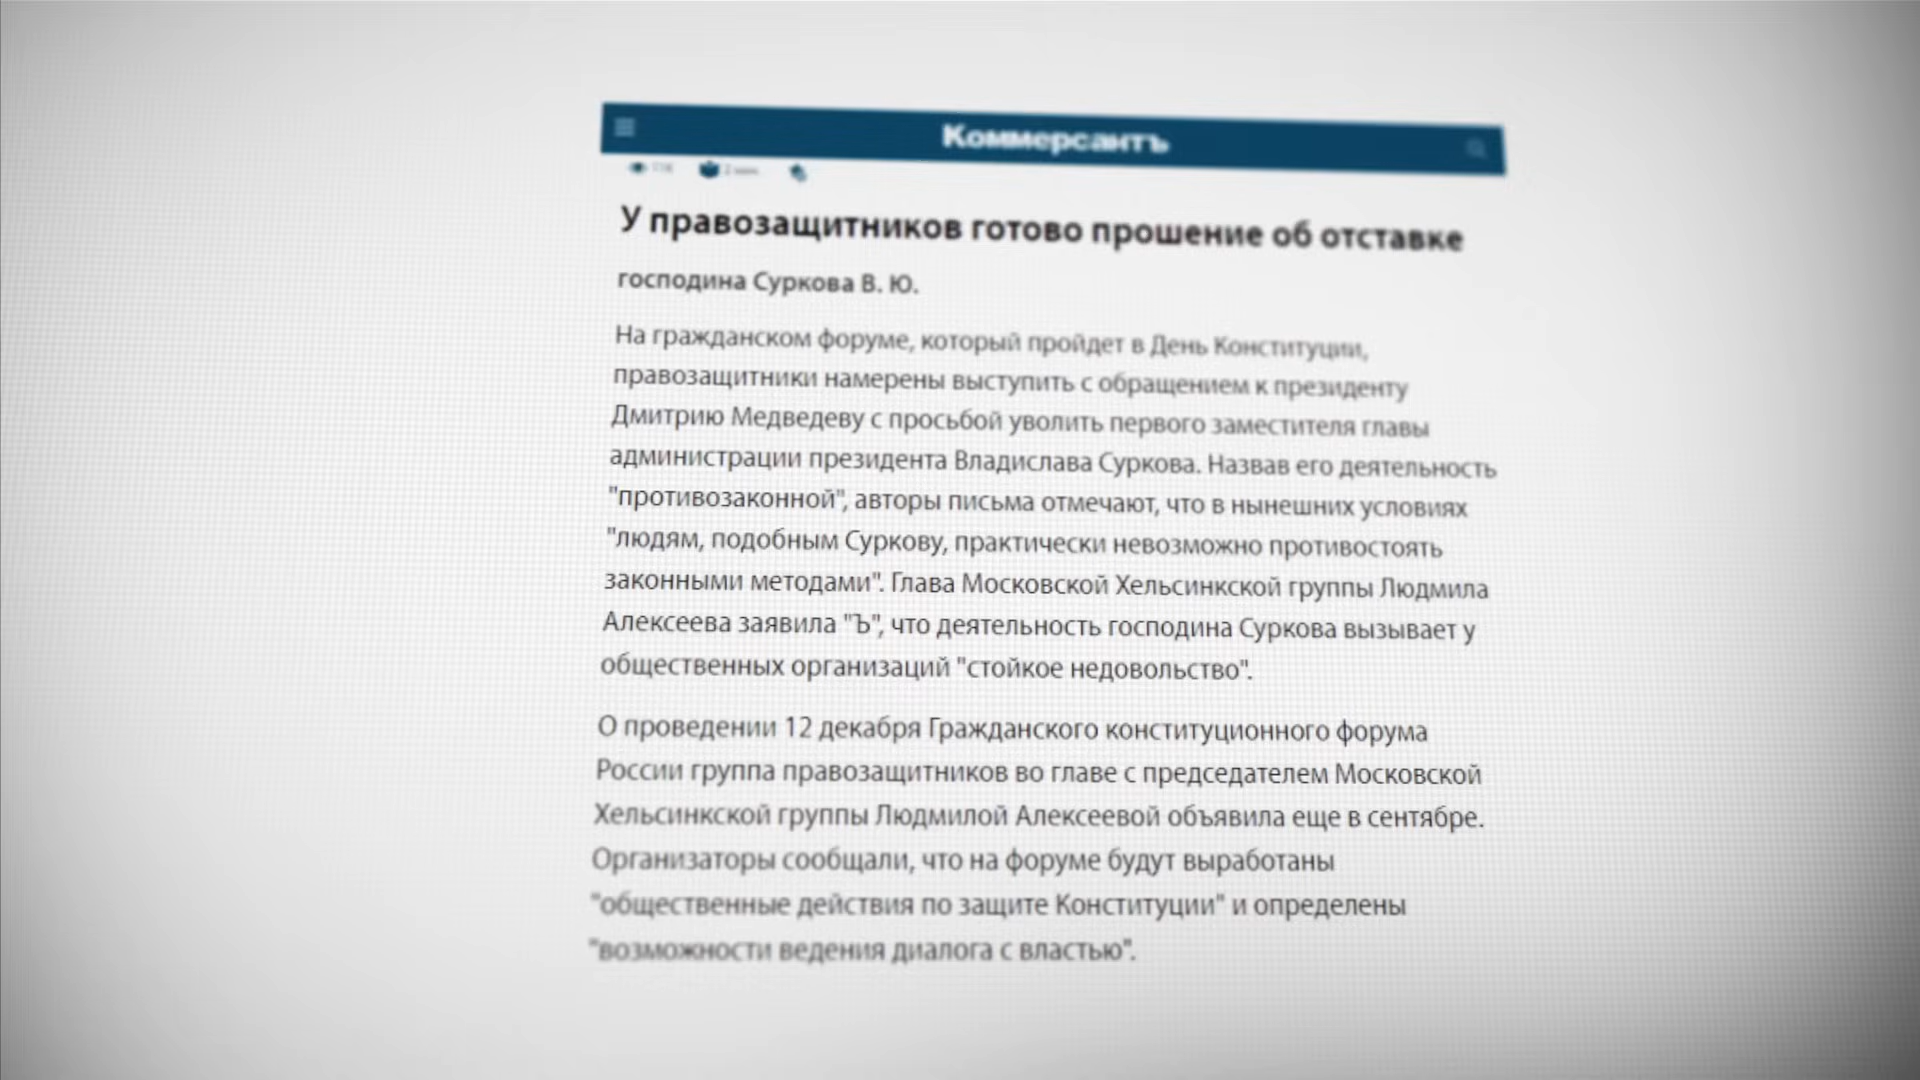 Коммерсантъ
2 мин.
У правозащитников готово прошение об отставке
господина Суркова В. Ю.
На гражданском форуме, который пройдет в День Конституции,
правозащитники намерены выступить с обращением к президенту
Дмитрию Медведеву с просьбой уволить первого заместителя главы
администрации президента Владислава Суркова. Назвав его деятельность
"противозаконной", авторы письма отмечают, что в нынешних условиях
"людям, подобным Суркову, практически невозможно противостоять
законными методами". Глава Московской Хельсинкской группы Людмила
Алексеева заявила "Ъ", что деятельность господина Суркова вызывает у
общественных организаций "стойкое недовольство".
О проведении 12 декабря Гражданского конституционного форума
России группа правозащитников во главе с председателем Московской
Хельсинкской группы Людмилой Алексеевой объявила еще в сентябре.
Организаторы сообщали, что на форуме будут выработаны
"общественные действия по защите Конституции" и определены
"возможности ведения диалога с властью".